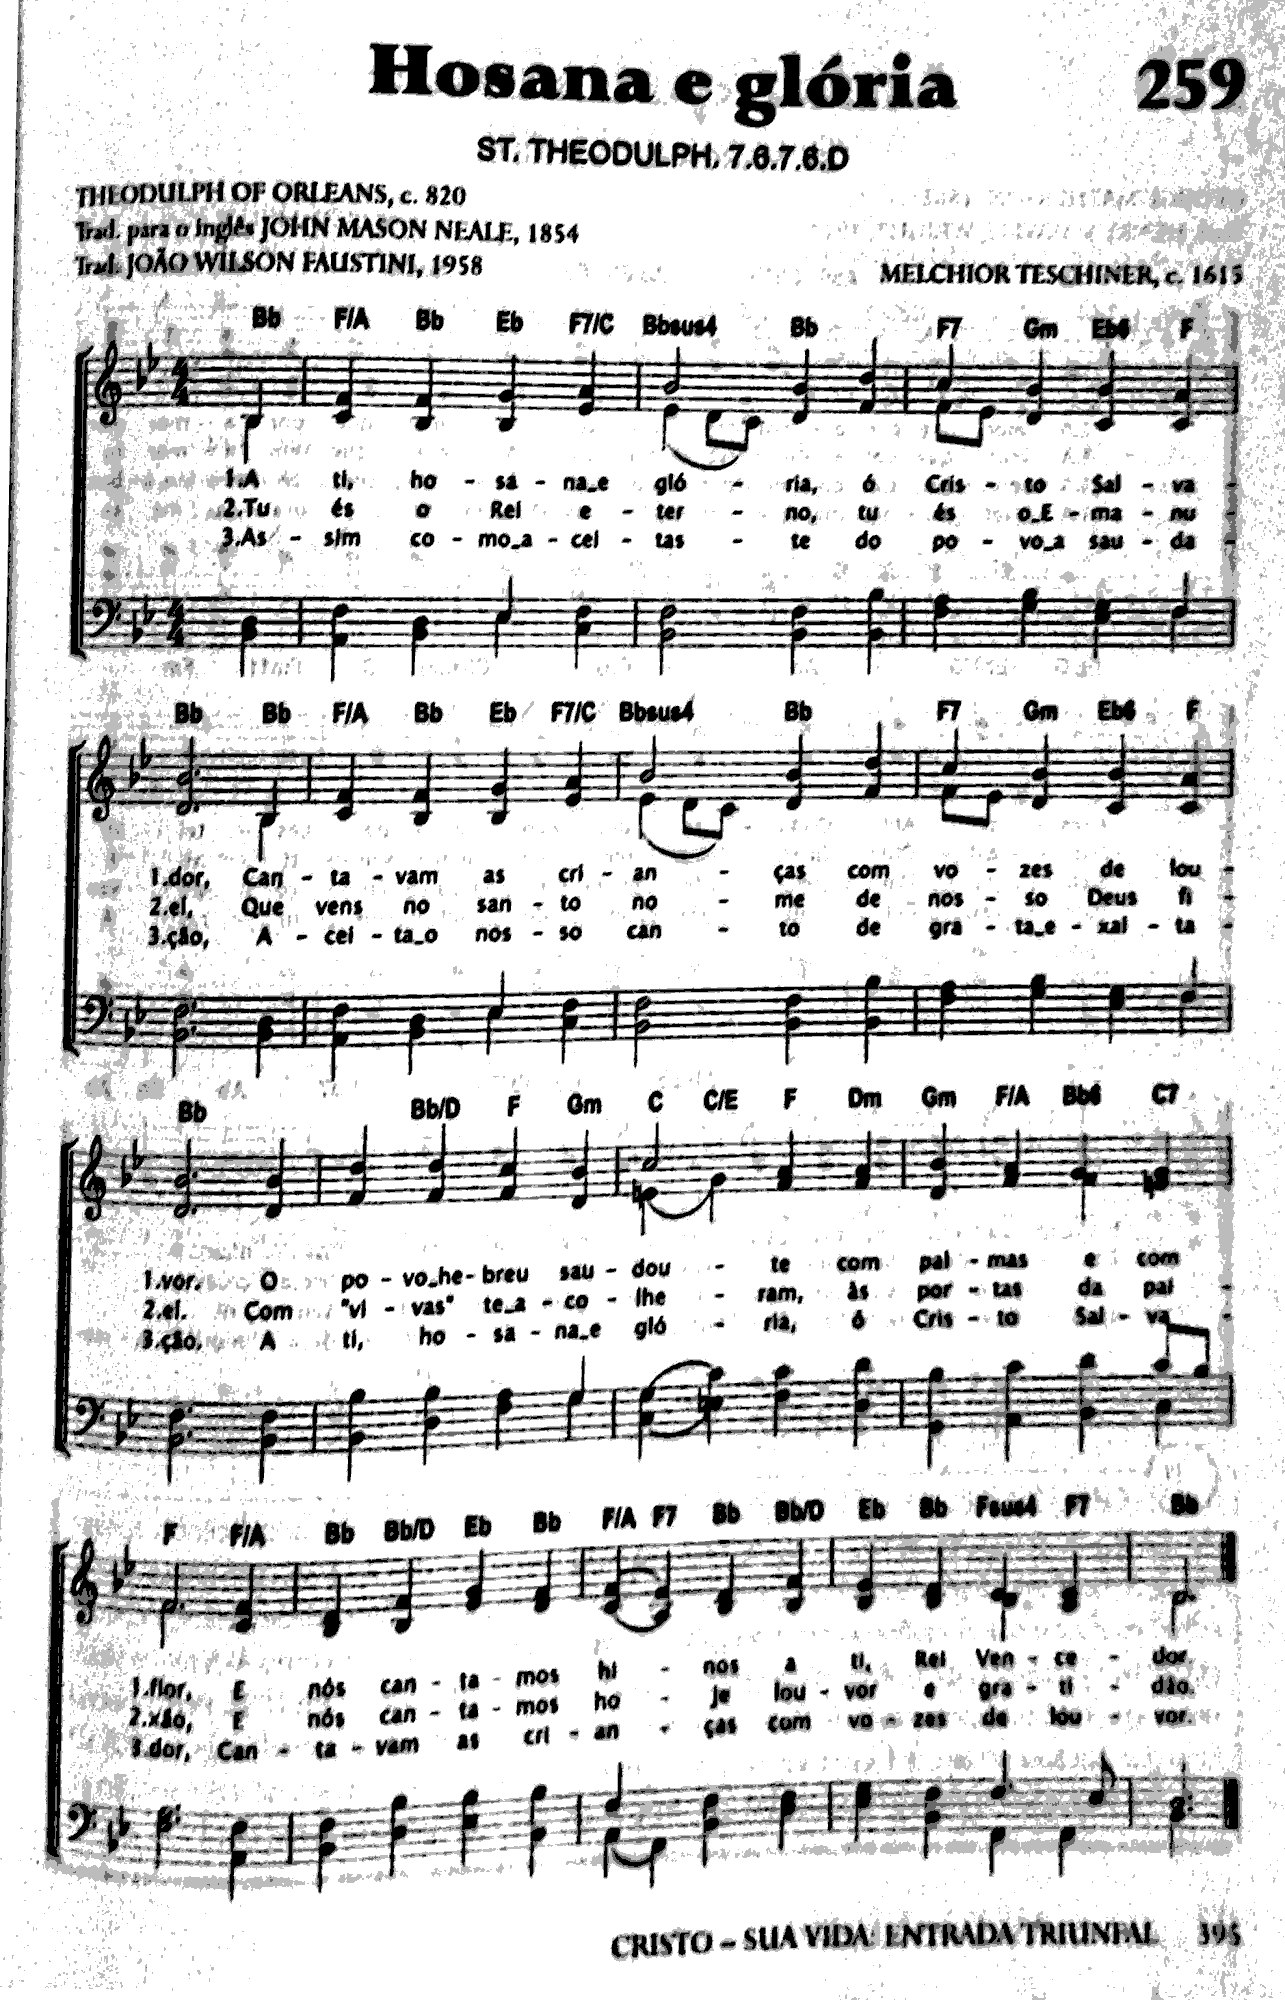 Hosana e glória 259
ST. THEODULPH. 7.6.7.6.D
THEODULPH OF ORLEANS, c. 820
Trad. para o inglês JOHN MASON NEALE, 1854
Trad. JOÃO WILSON FAUSTINI, 1958
MELCHIOR TESCHINER, c. 1615
Bb F/A Bb Eb F7/C Bbsus4 Bb F7 Gm Eb6 F
1.A ti, ho - sa - na_e gló - ria, ó Cris - to Sal - va -
2.Tu és o Rei e - ter - no, tu és o_E - ma - nu -
3.As - sim co - mo_a - cei - tas - te do po - vo_a sau - da -
Bb Bb F/A Bb Eb F7/C Bbsus4 Bb F7 Gm Eb6 F
1.dor, Can - ta - vam as cri - an - ças com vo - zes de lou -
2.el, Que vens no san - to no - me de nos - so Deus fi -
3.ção, A - cei - ta_o nos - so can - to de gra - ta_e - xal - ta -
Bb Bb/D F Gm C C/E F Dm Gm F/A Bb6 C7
1.vor. O po - vo_he - breu sau - dou - te com pal - mas e com
2.el. Com "vi - vas" te_a - co - lhe - ram, às por - tas da pai -
3.ção. A ti, ho - sa - na_e gló - ria, ó Cris - to Sal - va -
F F/A Bb Bb/D Eb Bb F/A F7 Bb Bb/D Eb Bb Fsus4 F7 Bb
1.flor, E nós can - ta - mos hi - nos a ti, Rei Ven - ce - dor.
2.xão, E nós can - ta - mos ho - je lou - vor e gra - ti - dão.
3.dor, Can - ta - vam as cri - an - ças com vo - zes de lou - vor.
CRISTO – SUA VIDA: ENTRADA TRIUNFAL 395